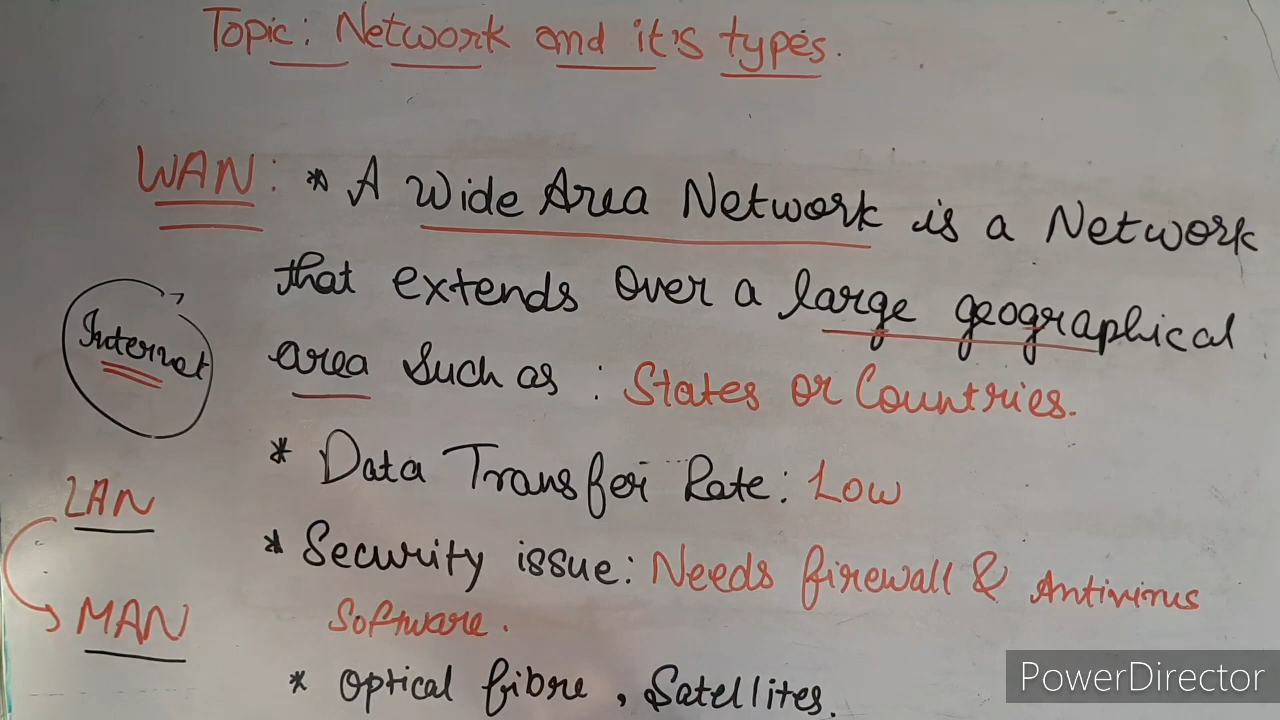 Topic: Network and it's types.
WAN: * A Wide Area Network is a Network
that extends over a large geographical
Internet
area Such as : States or Countries.
* Data Transfer Rate: Low
LAN
* Security issue: Needs firewall & Antivirus
Software.
MAN
* Optical fibre, Satellites.
PowerDirector